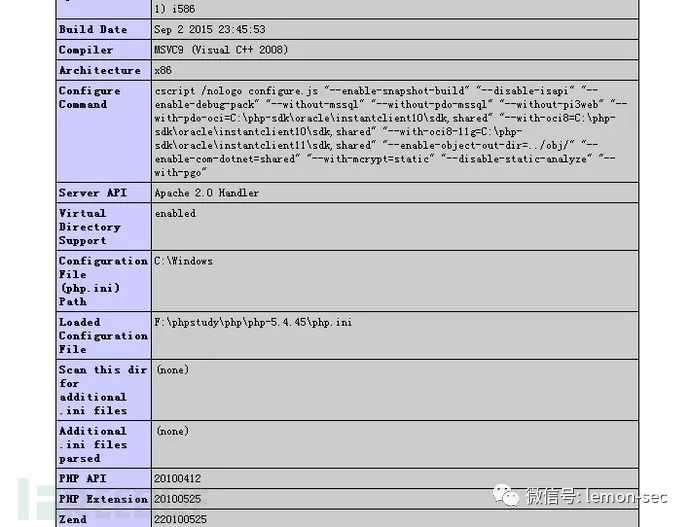 1) i586
Build Date Sep 2 2015 23:45:53
Compiler MSVC9 (Visual C++ 2008)
Architecture x86
Configure
Command
cscript /nologo configure.js "--enable-snapshot-build" "--disable-isapi" "--
enable-debug-pack" "--without-mssql" "--without-pdo-mssql" "--without-pi3web" "--
with-pdo-oci=C:\php-sdk\oracle\instantclient10\sdk,shared" "--with-oci8=C:\php-
sdk\oracle\instantclient10\sdk,shared" "--with-oci8-11g=C:\php-
sdk\oracle\instantclient11\sdk,shared" "--enable-object-out-dir=../obj/" "--
enable-com-dotnet=shared" "--with-mcrypt=static" "--disable-static-analyze" "--
with-pgo"
Server API Apache 2.0 Handler
Virtual
Directory
Support
enabled
Configuration
File
(php.ini)
Path
C:\Windows
Loaded
Configuration
File
F:\phpstudy\php\php-5.4.45\php.ini
Scan this dir
for
additional
.ini files
(none)
Additional
.ini files
parsed
(none)
PHP API 20100412
PHP Extension 20100525
Zend 220100525
微信号: lemon-sec